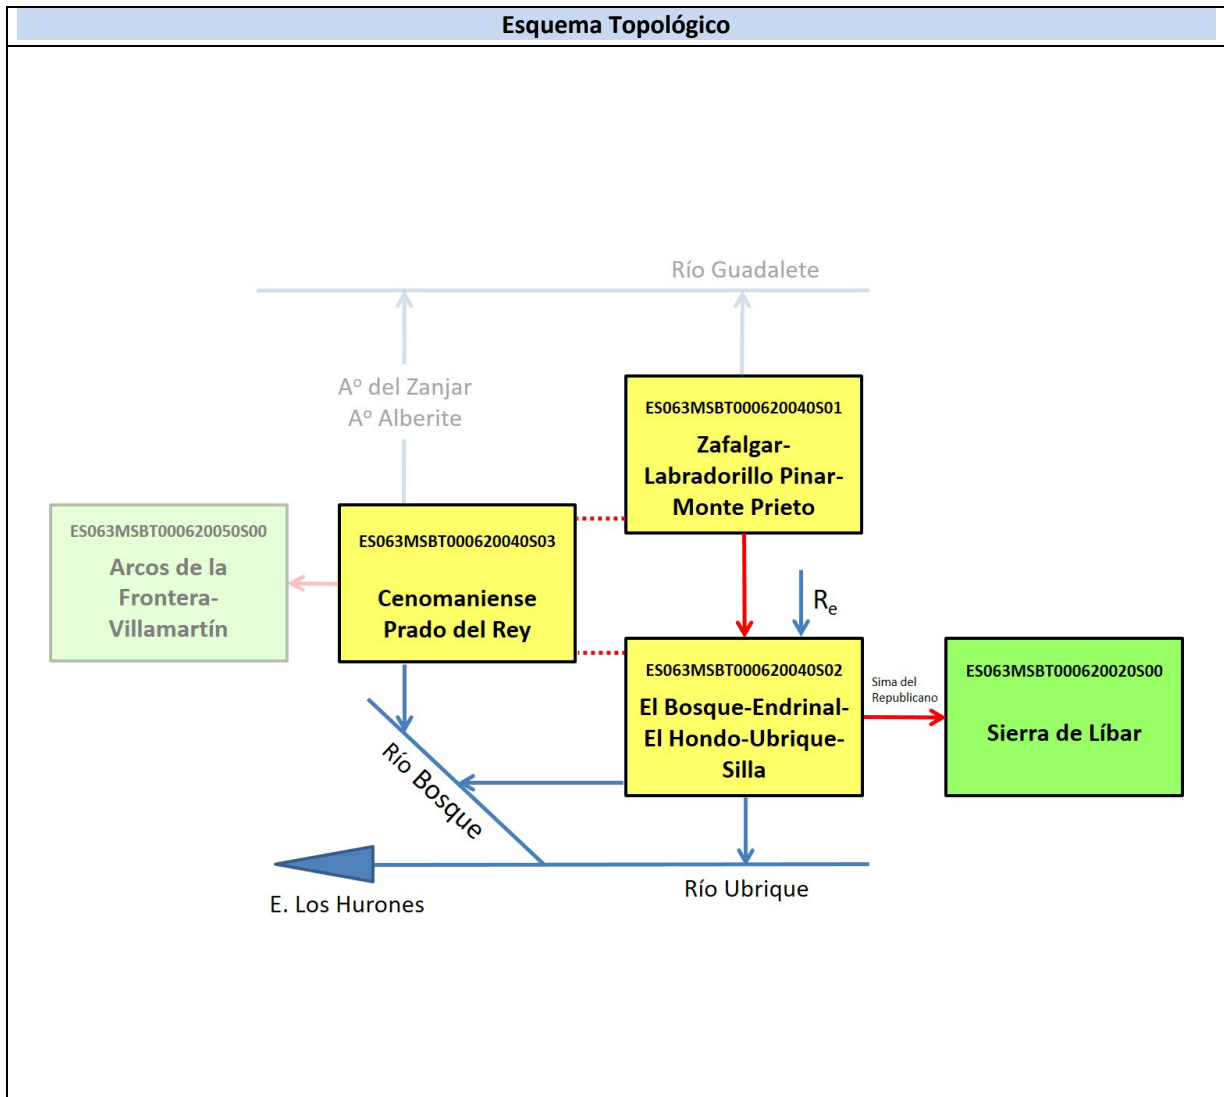 Esquema Topológico
Río Guadalete
Aº del Zanjar
Aº Alberite
ES063MSBT000620040S01
Zafalgar-
Labradorillo Pinar-
Monte Prieto
ES063MSBT000620050S00
Arcos de la
Frontera-
Villamartín
ES063MSBT000620040S03
Cenomaniense
Prado del Rey
Re
ES063MSBT000620040S02
El Bosque-Endrinal-
El Hondo-Ubrique-
Silla
Sima del
Republicano
ES063MSBT000620020S00
Sierra de Líbar
Río Bosque
Río Ubrique
E. Los Hurones